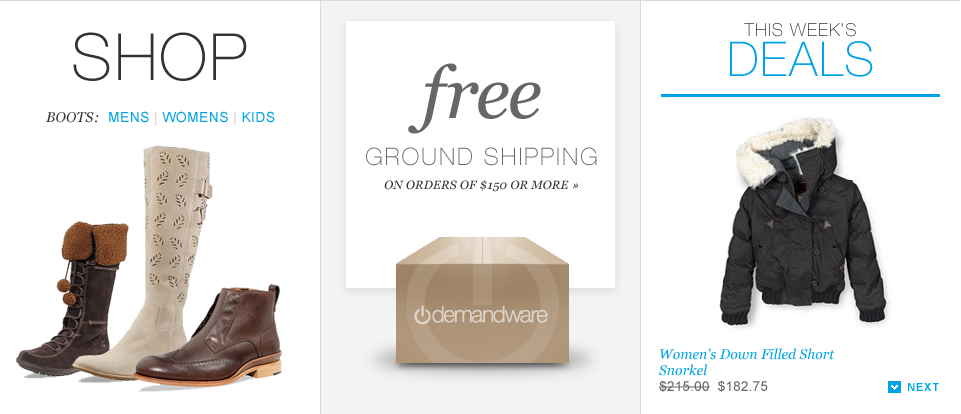 SHOP
BOOTS: MENS | WOMENS | KIDS
free
GROUND SHIPPING
ON ORDERS OF $150 OR MORE »
demandware
THIS WEEK'S
DEALS
Women's Down Filled Short
Snorkel
$215.00 $182.75
NEXT